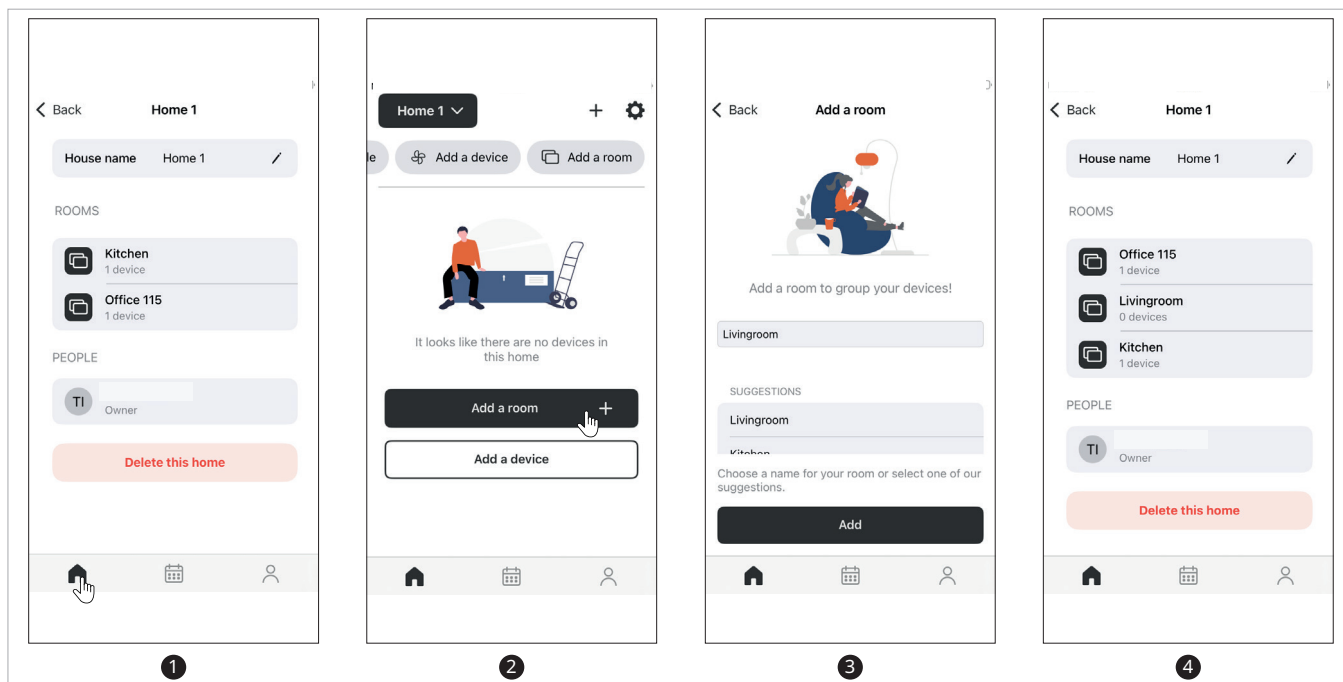 Back Home 1
House name Home 1
ROOMS
Kitchen
1 device
Office 115
1 device
PEOPLE
TI
Owner
Delete this home
1
Home 1
Add a device Add a room
It looks like there are no devices in
this home
Add a room
Add a device
2
Back Add a room
Add a room to group your devices!
Livingroom
SUGGESTIONS
Livingroom
Kitchen
Choose a name for your room or select one of our
suggestions.
Add
3
Back Home 1
House name Home 1
ROOMS
Office 115
1 device
Livingroom
0 devices
Kitchen
1 device
PEOPLE
TI
Owner
Delete this home
4